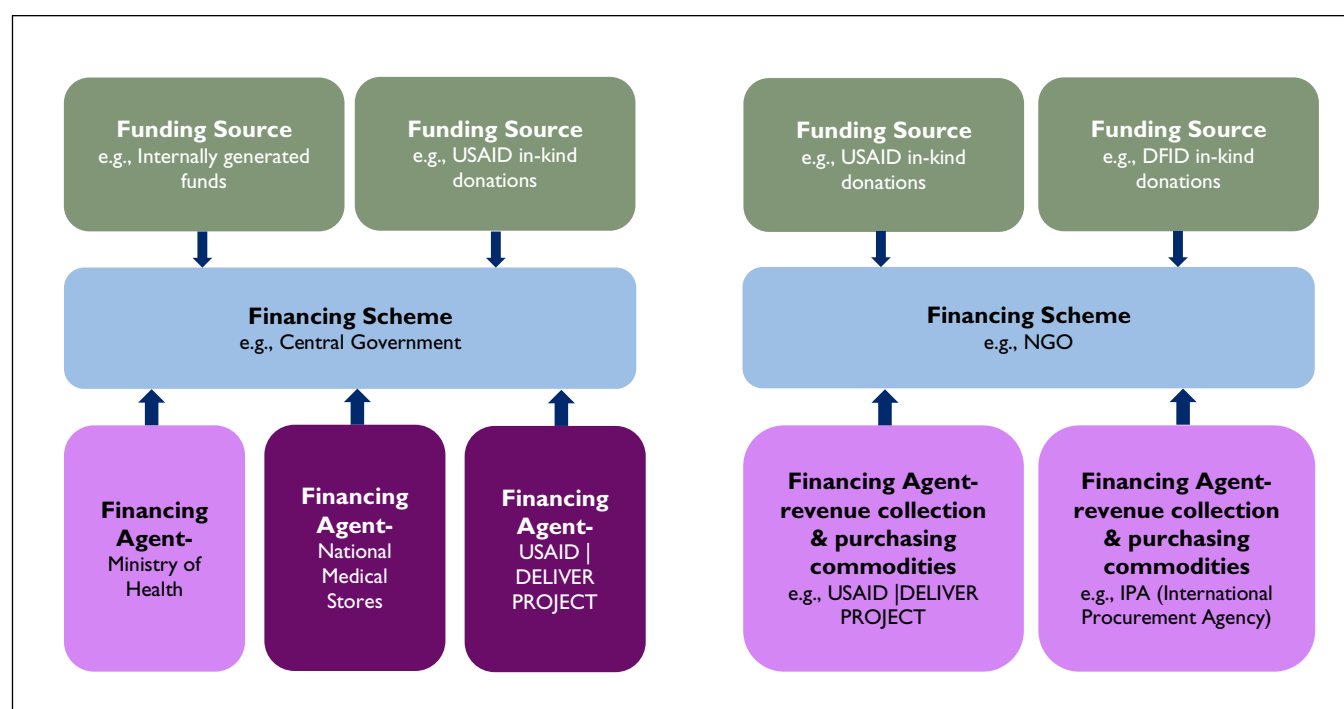 Funding Source
e.g., Internally generated
funds
Funding Source
e.g., USAID in-kind
donations
Funding Source
e.g., USAID in-kind
donations
Funding Source
e.g., DFID in-kind
donations
Financing Scheme
e.g., Central Government
Financing Scheme
e.g., NGO
Financing
Agent-
Ministry of
Health
Financing
Agent-
National
Medical
Stores
Financing
Agent-
USAID |
DELIVER
PROJECT
Financing Agent-
revenue collection
& purchasing
commodities
e.g., USAID |DELIVER
PROJECT
Financing Agent-
revenue collection
& purchasing
commodities
e.g., IPA (International
Procurement Agency)